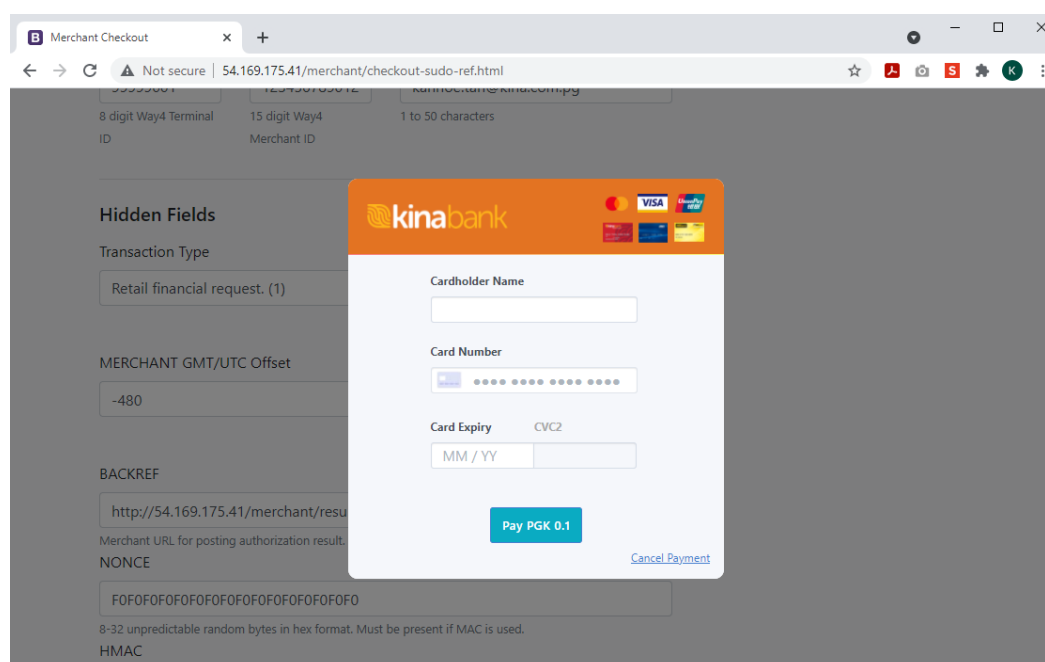 Merchant Checkout
Not secure | 54.169.175.41/merchant/checkout-sudo-ref.html
8 digit Way4 Terminal ID
15 digit Way4 Merchant ID
1 to 50 characters
Hidden Fields
Transaction Type
Retail financial request. (1)
MERCHANT GMT/UTC Offset
-480
BACKREF
http://54.169.175.41/merchant/resu
Merchant URL for posting authorization result.
NONCE
F0F0F0F0F0F0F0F0F0F0F0F0F0F0F0F0
8-32 unpredictable random bytes in hex format. Must be present if MAC is used.
HMAC
kinabank
VISA
Cardholder Name
Card Number
Card Expiry CVC2
MM / YY
Pay PGK 0.1
Cancel Payment